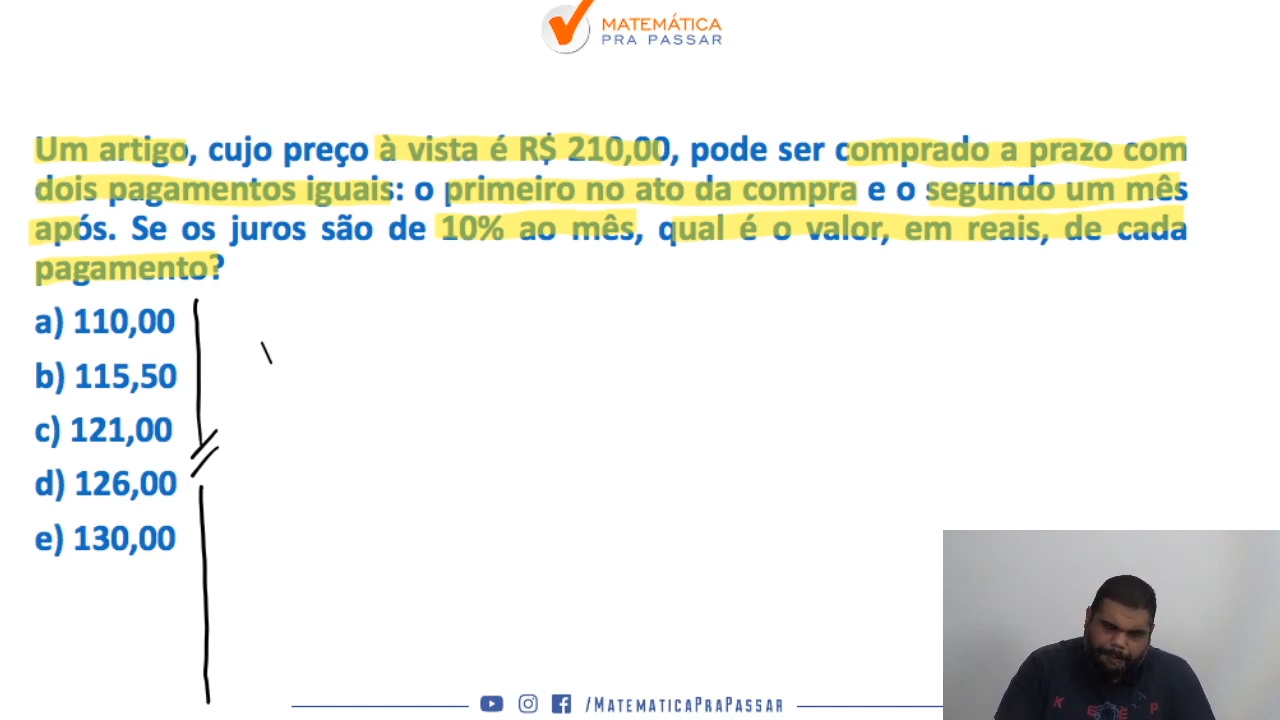 MATEMÁTICA
PRA PASSAR
Um artigo, cujo preço à vista é R$ 210,00, pode ser comprado a prazo com
dois pagamentos iguais: o primeiro no ato da compra e o segundo um mês
após. Se os juros são de 10% ao mês, qual é o valor, em reais, de cada
pagamento?
a) 110,00
b) 115,50
c) 121,00
d) 126,00
e) 130,00
/MATEMATICAPRAPASSAR